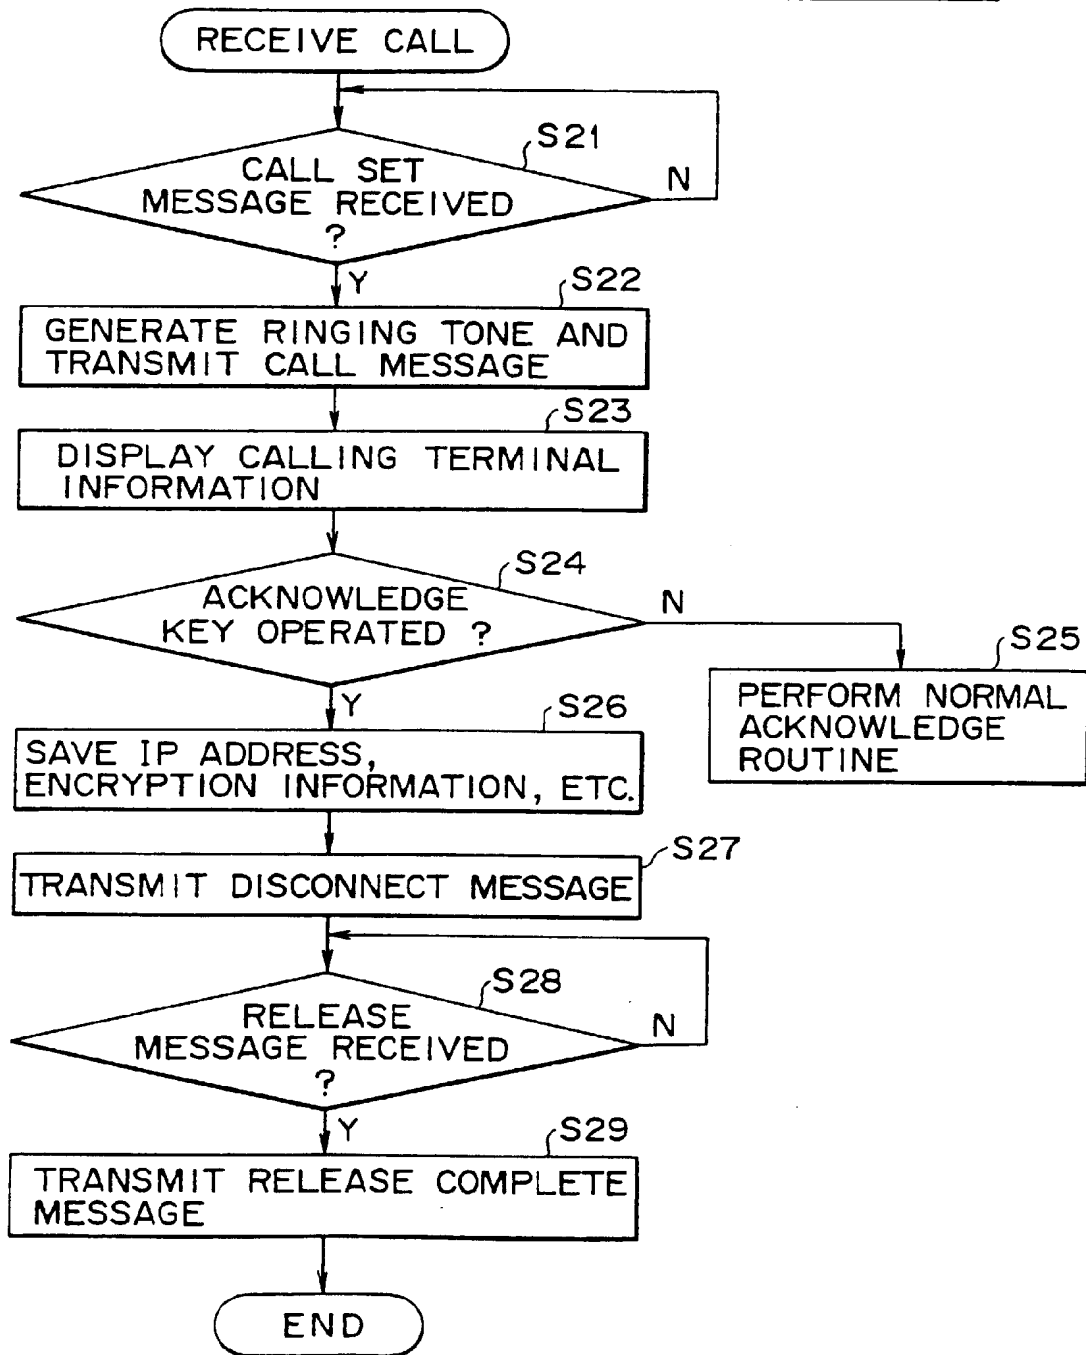 RECEIVE CALL
S21
CALL SET
MESSAGE RECEIVED
?
N
Y
S22
GENERATE RINGING TONE AND
TRANSMIT CALL MESSAGE
S23
DISPLAY CALLING TERMINAL
INFORMATION
S24
ACKNOWLEDGE
KEY OPERATED ?
N
S25
PERFORM NORMAL
ACKNOWLEDGE
ROUTINE
Y
S26
SAVE IP ADDRESS,
ENCRYPTION INFORMATION, ETC.
S27
TRANSMIT DISCONNECT MESSAGE
S28
RELEASE
MESSAGE RECEIVED
?
N
Y
S29
TRANSMIT RELEASE COMPLETE
MESSAGE
END